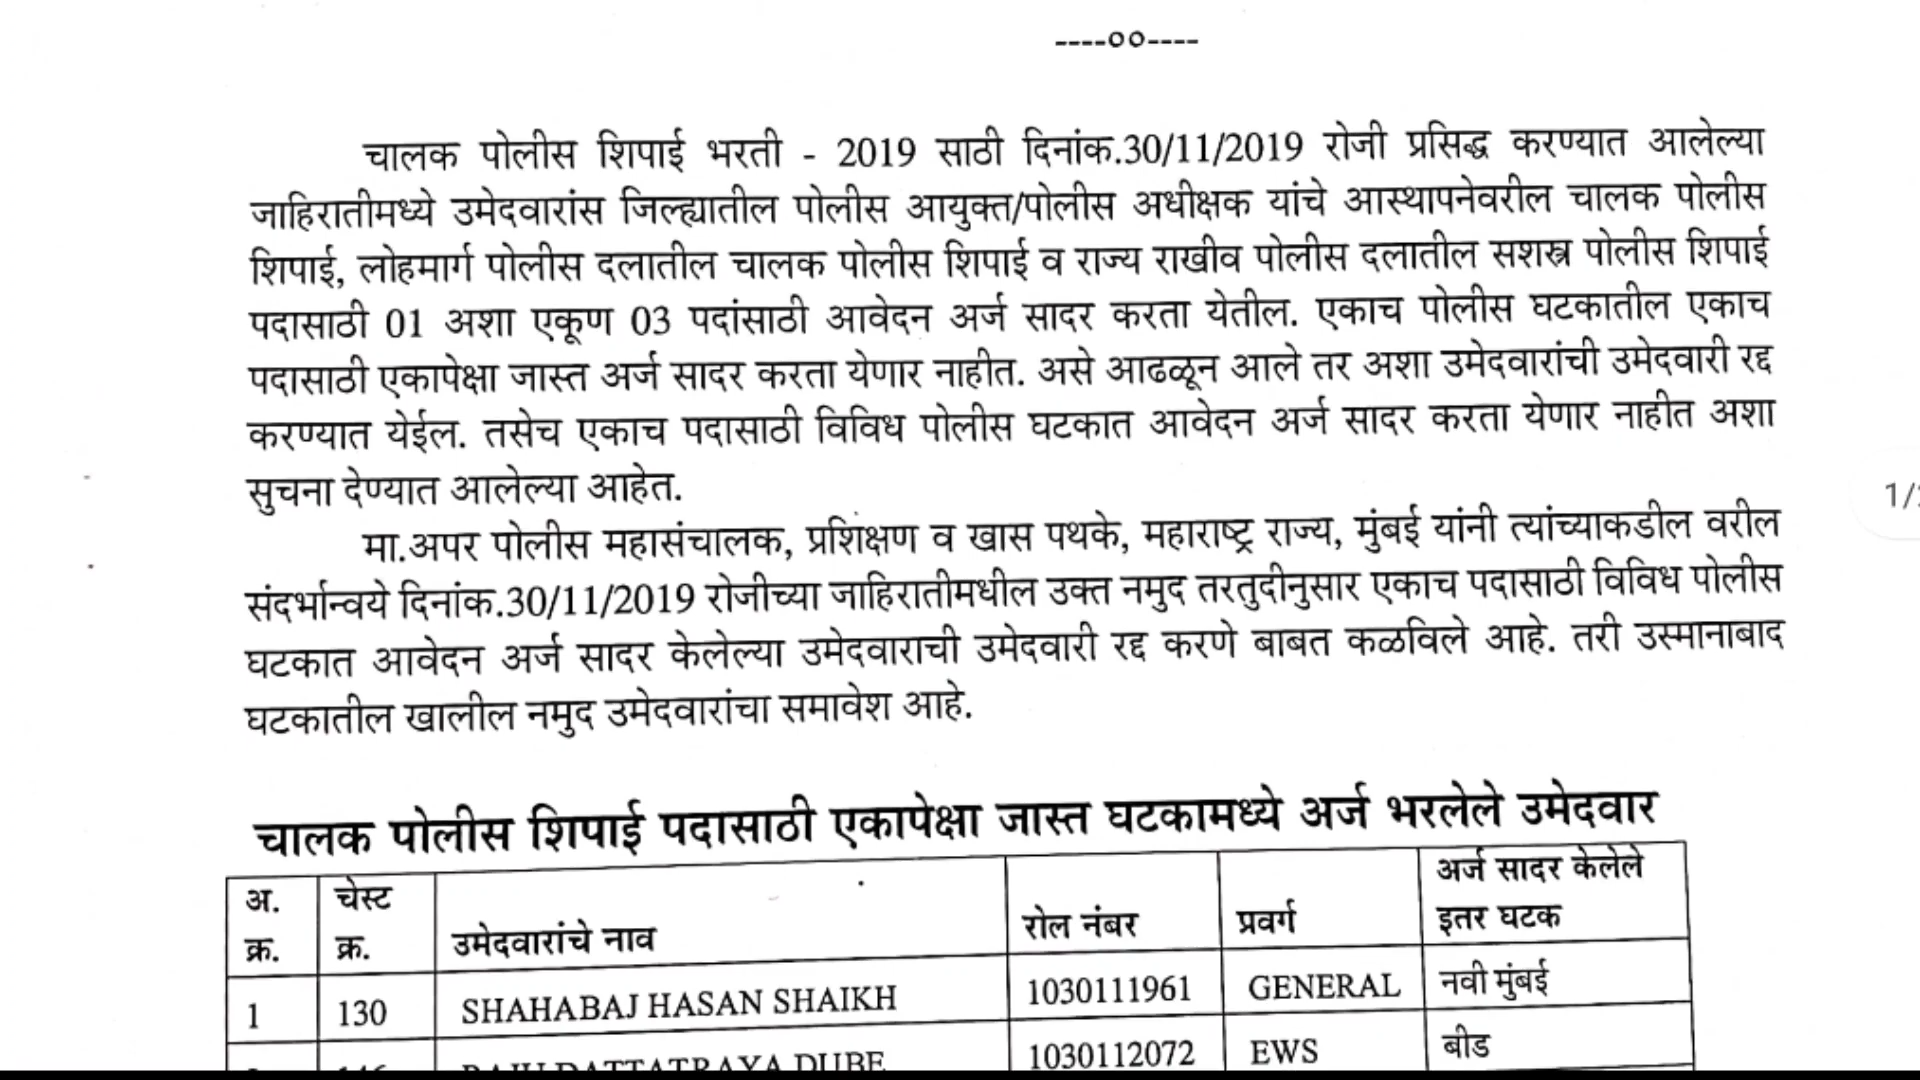 ----००----
चालक पोलीस शिपाई भरती - 2019 साठी दिनांक.30/11/2019 रोजी प्रसिद्ध करण्यात आलेल्या
जाहिरातीमध्ये उमेदवारांस जिल्ह्यातील पोलीस आयुक्त/पोलीस अधीक्षक यांचे आस्थापनेवरील चालक पोलीस
शिपाई, लोहमार्ग पोलीस दलातील चालक पोलीस शिपाई व राज्य राखीव पोलीस दलातील सशस्त्र पोलीस शिपाई
पदासाठी 01 अशा एकूण 03 पदांसाठी आवेदन अर्ज सादर करता येतील. एकाच पोलीस घटकातील एकाच
पदासाठी एकापेक्षा जास्त अर्ज सादर करता येणार नाहीत. असे आढळून आले तर अशा उमेदवारांची उमेदवारी रद्द
करण्यात येईल. तसेच एकाच पदासाठी विविध पोलीस घटकात आवेदन अर्ज सादर करता येणार नाहीत अशा
सुचना देण्यात आलेल्या आहेत.
मा.अपर पोलीस महासंचालक, प्रशिक्षण व खास पथके, महाराष्ट्र राज्य, मुंबई यांनी त्यांच्याकडील वरील
संदर्भान्वये दिनांक.30/11/2019 रोजीच्या जाहिरातीमधील उक्त नमुद तरतुदीनुसार एकाच पदासाठी विविध पोलीस
घटकात आवेदन अर्ज सादर केलेल्या उमेदवाराची उमेदवारी रद्द करणे बाबत कळविले आहे. तरी उस्मानाबाद
घटकातील खालील नमुद उमेदवारांचा समावेश आहे.
चालक पोलीस शिपाई पदासाठी एकापेक्षा जास्त घटकामध्ये अर्ज भरलेले उमेदवार
अ. क्र. चेस्ट क्र. उमेदवारांचे नाव रोल नंबर प्रवर्ग अर्ज सादर केलेले इतर घटक
1 130 SHAHABAJ HASAN SHAIKH 1030111961 GENERAL नवी मुंबई
DATTATRAYA DUBE 1030112072 EWS बीड
1/